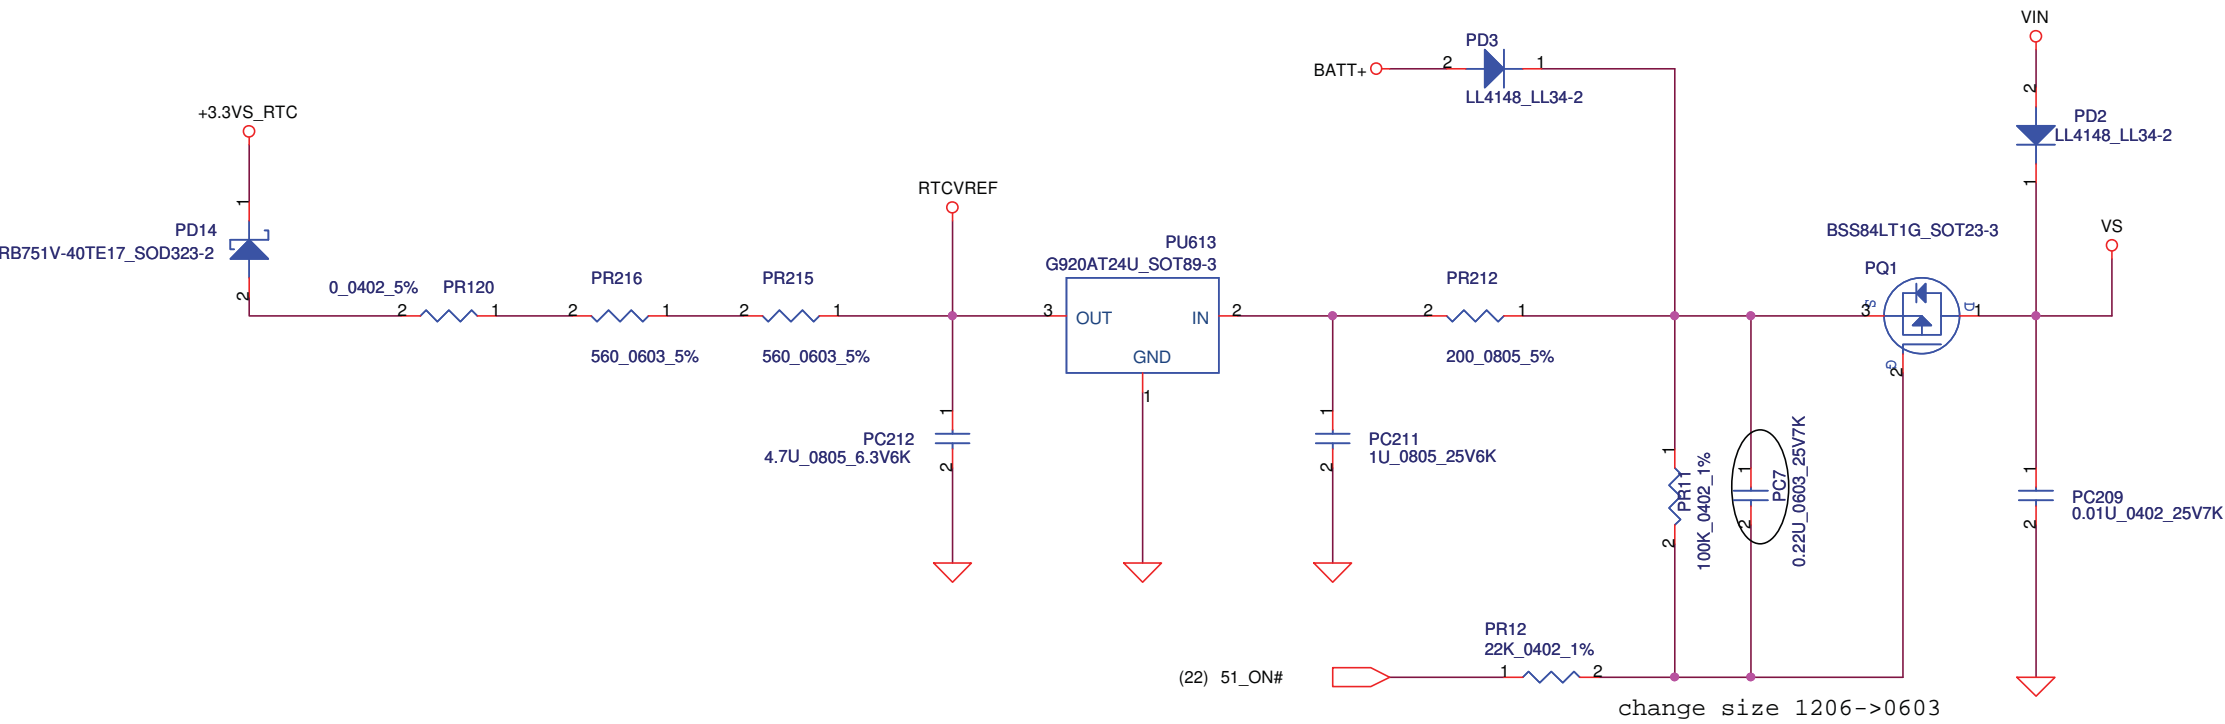 VIN
PD3
2
1
BATT+
LL4148_LL34-2
2
PD2
LL4148_LL34-2
1
+3.3VS_RTC
1
PD14
RB751V-40TE17_SOD323-2
2
RTCVREF
PU613
G920AT24U_SOT89-3
BSS84LT1G_SOT23-3
VS
PQ1
0_0402_5%
PR120
2
1
PR216
2
1
560_0603_5%
PR215
2
1
560_0603_5%
3
OUT
IN
2
GND
1
PR212
2
1
200_0805_5%
3
S
D
1
G
2
1
PC212
4.7U_0805_6.3V6K
2
1
PC211
1U_0805_25V6K
2
1
PR11
100K_0402_1%
2
1
PC7
0.22U_0603_25V7K
2
1
PC209
0.01U_0402_25V7K
2
PR12
22K_0402_1%
1
2
(22) 51_ON#
change size 1206->0603